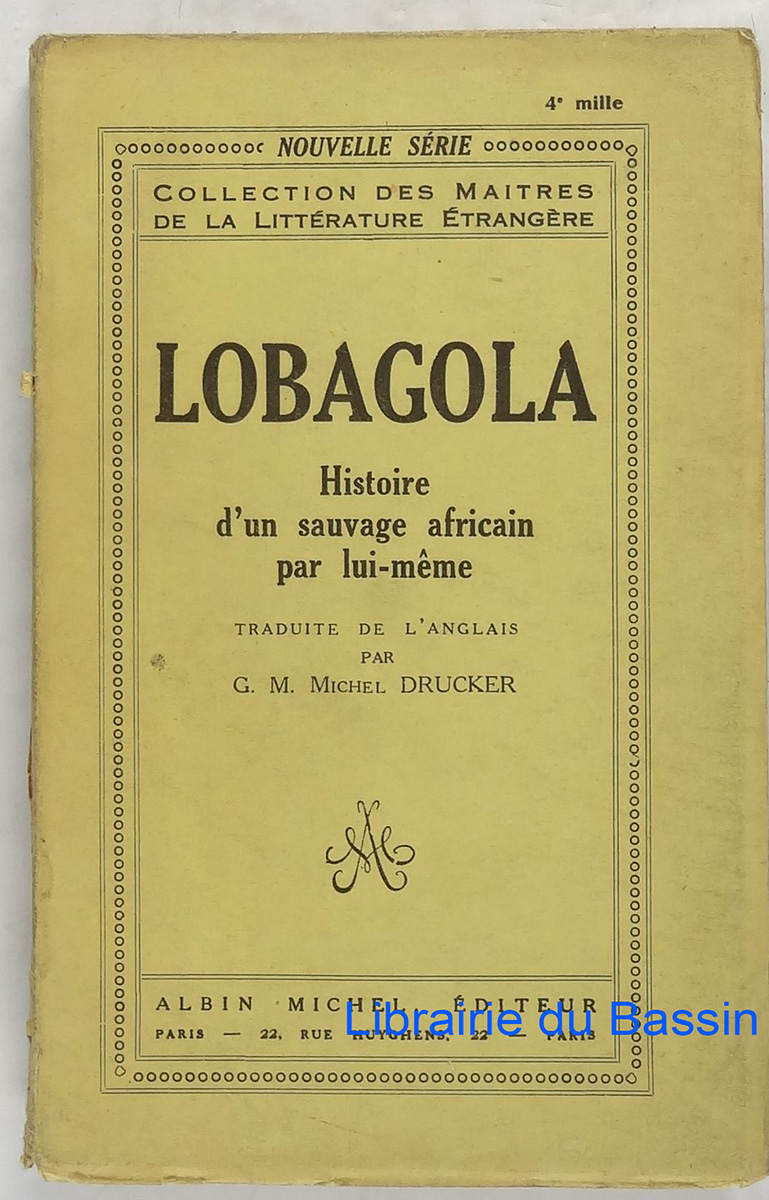 4e mille
NOUVELLE SÉRIE
COLLECTION DES MAITRES
DE LA LITTÉRATURE ÉTRANGÈRE
LOBAGOLA
Histoire
d'un sauvage africain
par lui-même
TRADUITE DE L'ANGLAIS
PAR
G. M. MICHEL DRUCKER
ALBIN MICHEL, ÉDITEUR
PARIS — 22, RUE HUYGHENS, 22 — PARIS
Librairie du Bassin